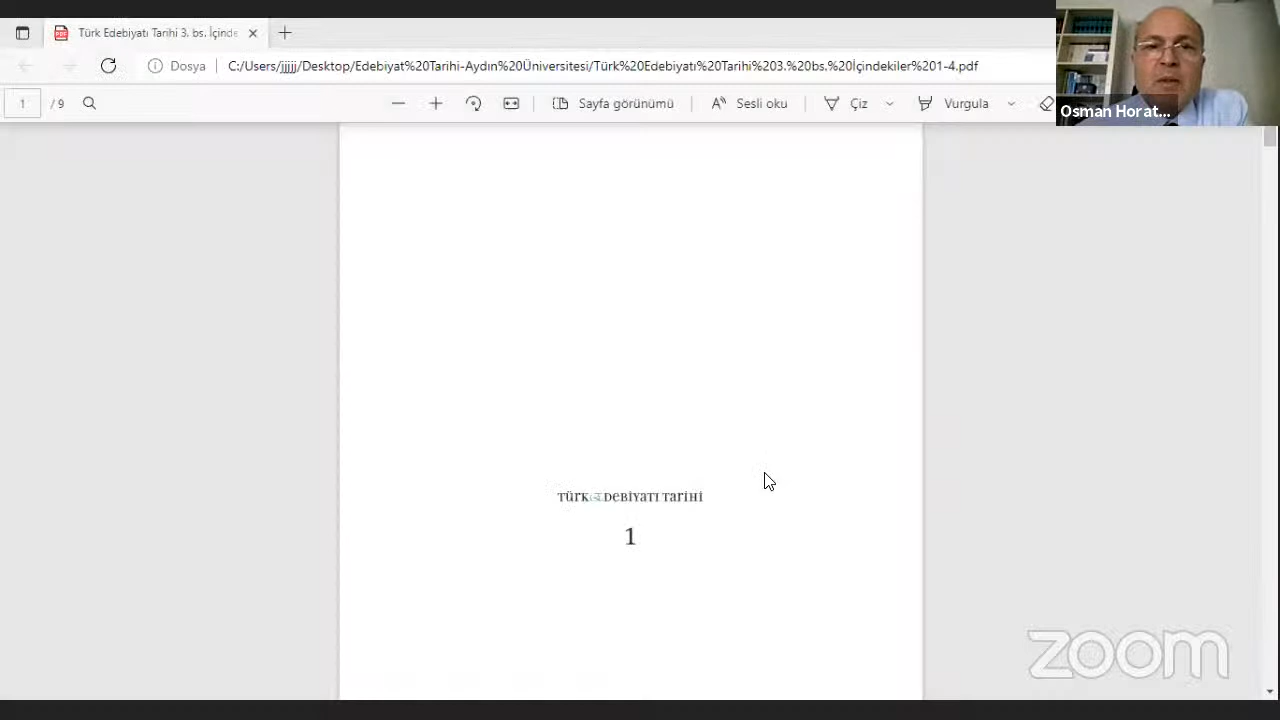 Türk Edebiyatı Tarihi 3. bs. İçinde
Dosya
C:/Users/jjjjj/Desktop/Edebiyat%20Tarihi-Aydın%20Üniversitesi/Türk%20Edebiyatı%20Tarihi%203.%20bs.%20İçindekiler%201-4.pdf
1 / 9
Sayfa görünümü
Sesli oku
Çiz
Vurgula
Osman Horat...
Türk Edebiyatı Tarihi
1
zoom